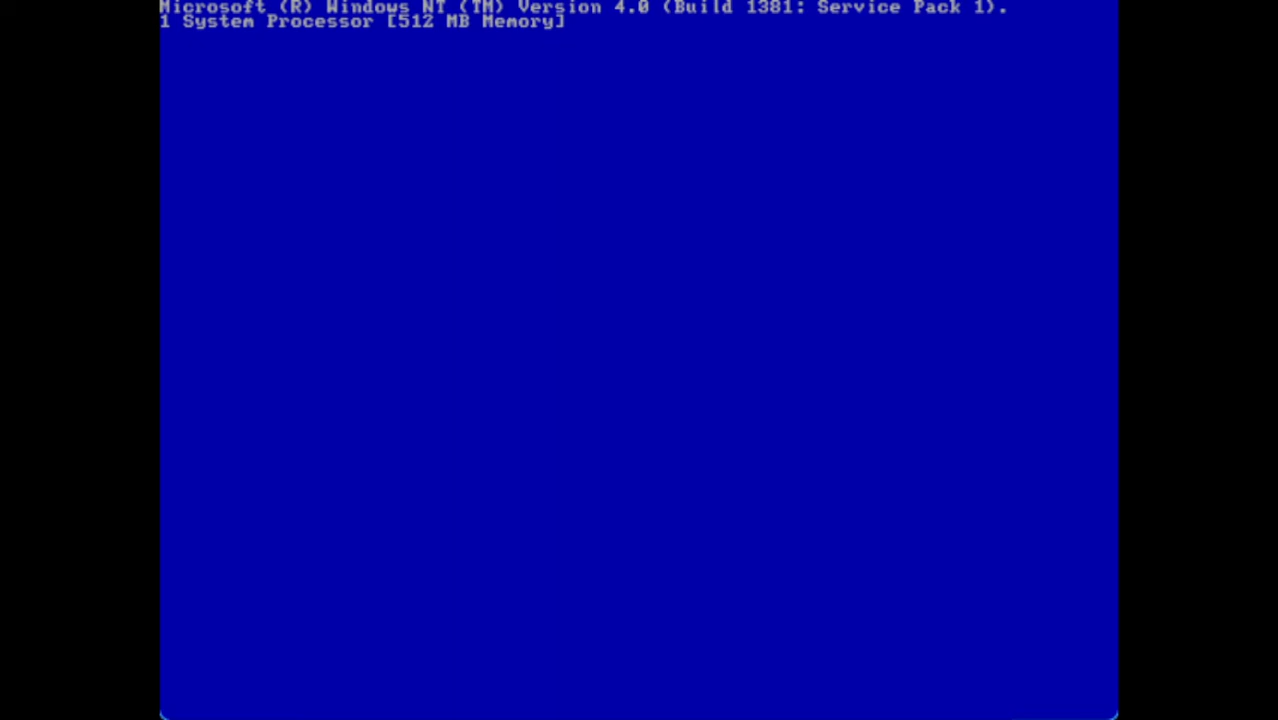 Microsoft (R) Windows NT (TM) Version 4.0 (Build 1381: Service Pack 1).
1 System Processor [512 MB Memory]